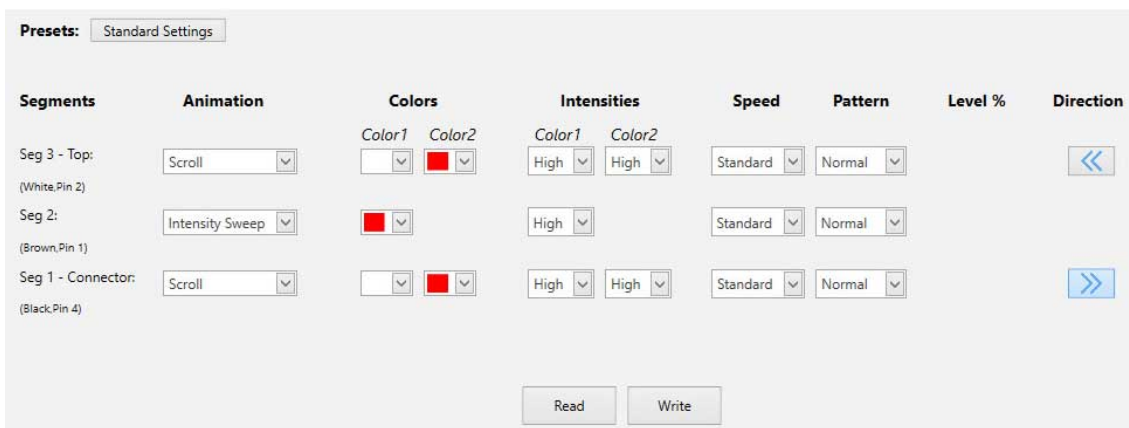 Presets: Standard Settings
Segments Animation Colors Intensities Speed Pattern Level % Direction
Color1 Color2 Color1 Color2
Seg 3 - Top: Scroll High High Standard Normal
(White,Pin 2)
Seg 2: Intensity Sweep High Standard Normal
(Brown,Pin 1)
Seg 1 - Connector: Scroll High High Standard Normal
(Black,Pin 4)
Read Write